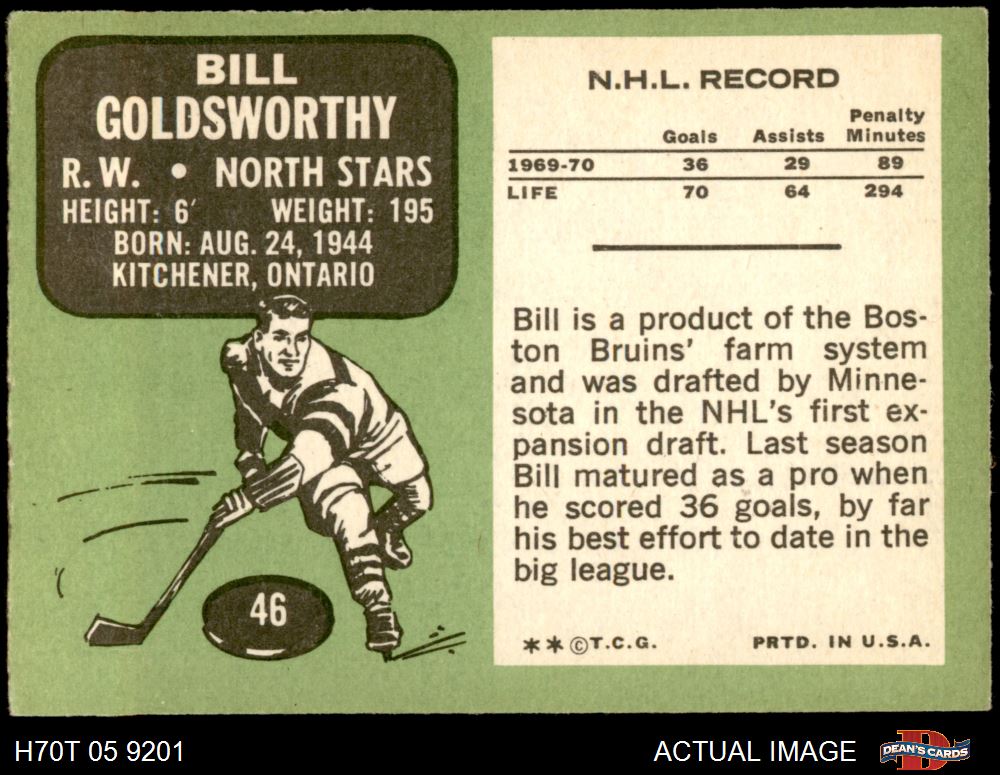 BILL
GOLDSWORTHY
R. W. • NORTH STARS
HEIGHT: 6′ WEIGHT: 195
BORN: AUG. 24, 1944
KITCHENER, ONTARIO
46
N.H.L. RECORD
Goals Assists Penalty Minutes
1969-70 36 29 89
LIFE 70 64 294
Bill is a product of the Bos-
ton Bruins' farm system
and was drafted by Minne-
sota in the NHL's first ex-
pansion draft. Last season
Bill matured as a pro when
he scored 36 goals, by far
his best effort to date in the
big league.
** © T.C.G. PRTD. IN U.S.A.
H70T 05 9201 ACTUAL IMAGE D DEAN'S CARDS